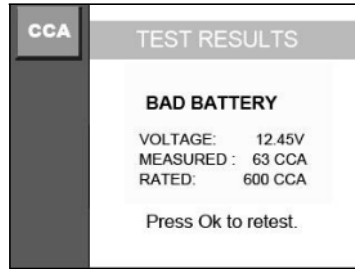 CCA
TEST RESULTS
BAD BATTERY
VOLTAGE: 12.45V
MEASURED : 63 CCA
RATED: 600 CCA
Press Ok to retest.